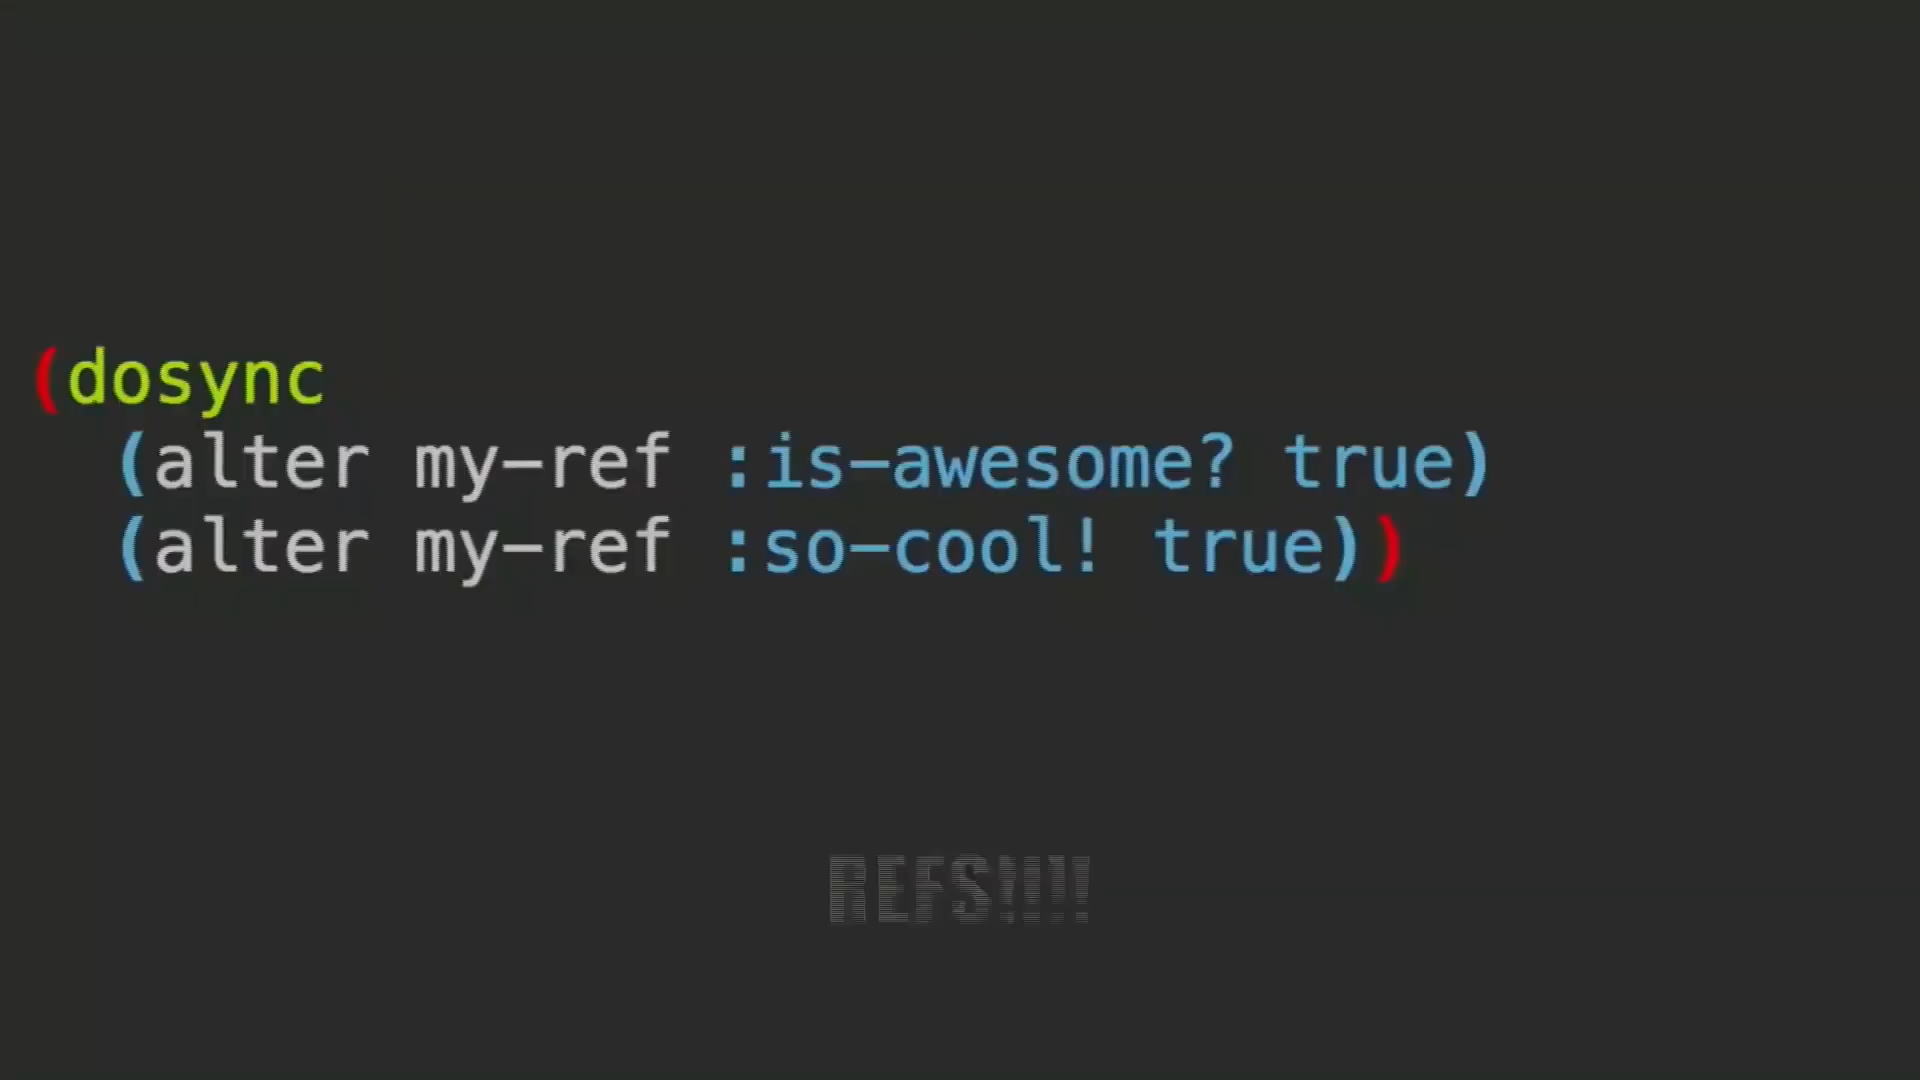 (dosync
  (alter my-ref :is-awesome? true)
  (alter my-ref :so-cool! true))
REFS!!!!